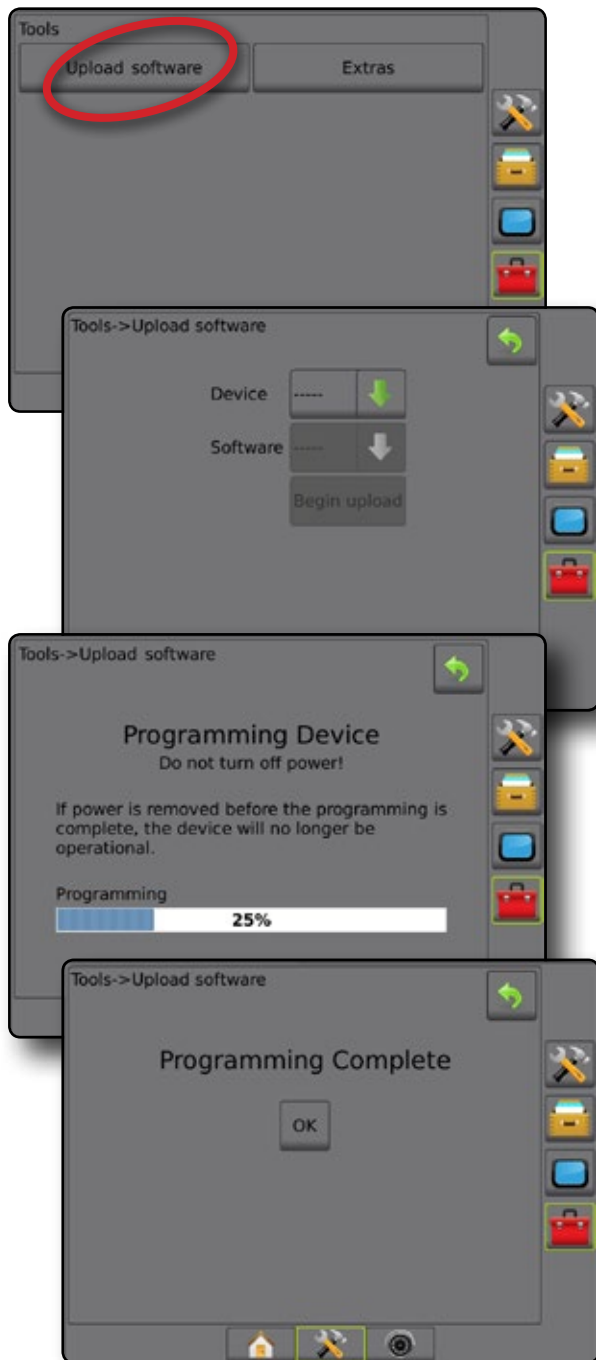 Tools
Upload software
Extras
Tools->Upload software
Device
-----
Software
-----
Begin upload
Tools->Upload software
Programming Device
Do not turn off power!
If power is removed before the programming is
complete, the device will no longer be
operational.
Programming
25%
Tools->Upload software
Programming Complete
OK